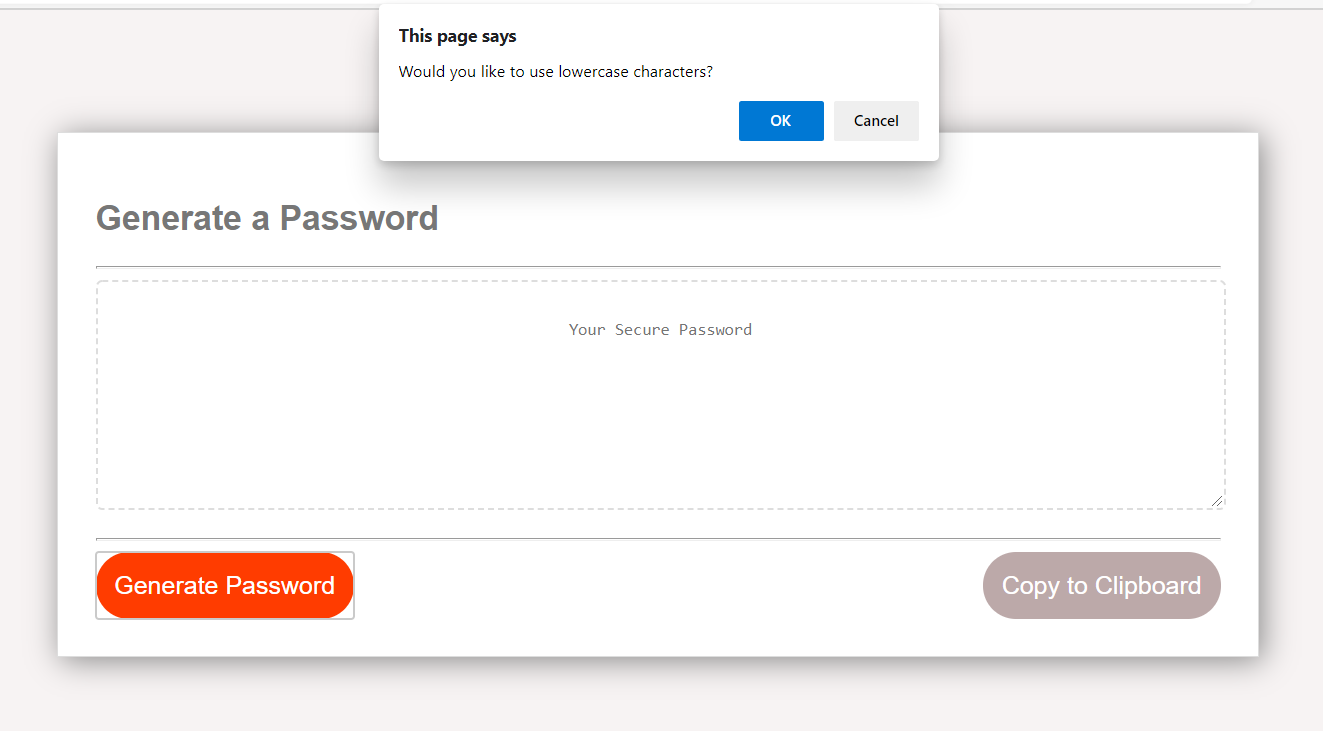 This page says
Would you like to use lowercase characters?
OK
Cancel
Generate a Password
Your Secure Password
Generate Password
Copy to Clipboard